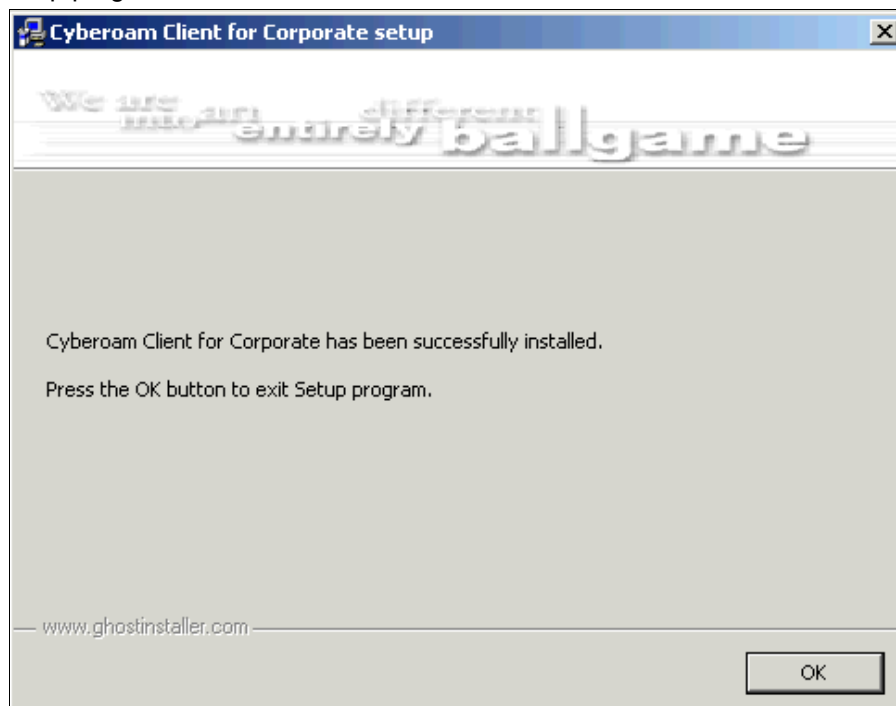 Cyberoam Client for Corporate setup
We are into an entirely different ballgame
Cyberoam Client for Corporate has been successfully installed.
Press the OK button to exit Setup program.
www.ghostinstaller.com
OK